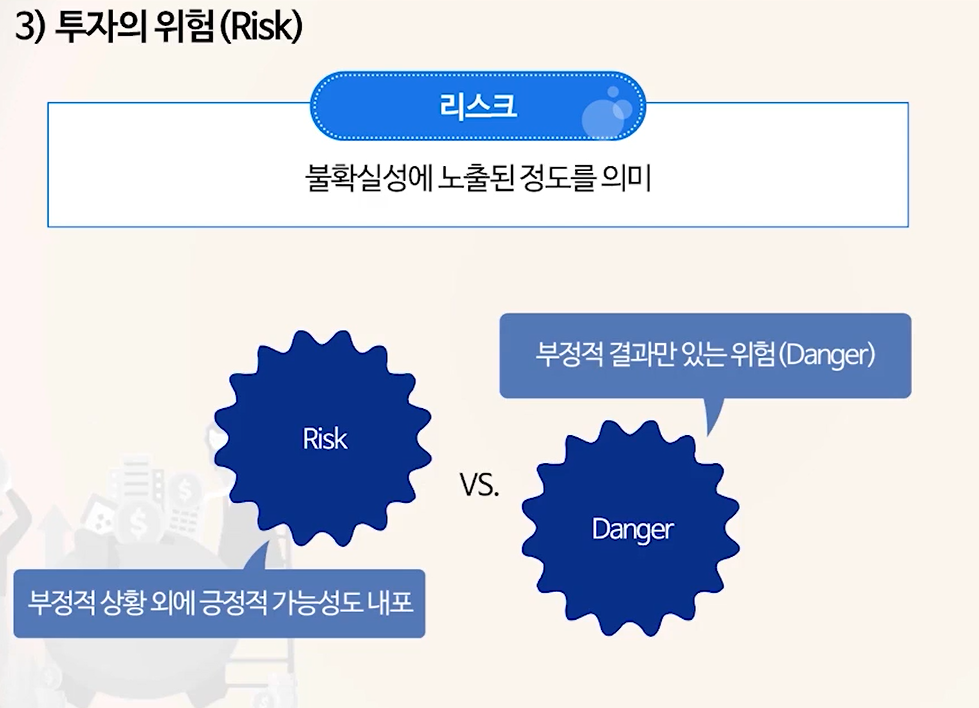 3) 투자의 위험(Risk)
리스크
불확실성에 노출된 정도를 의미
부정적 결과만 있는 위험(Danger)
Risk
VS.
Danger
부정적 상황 외에 긍정적 가능성도 내포